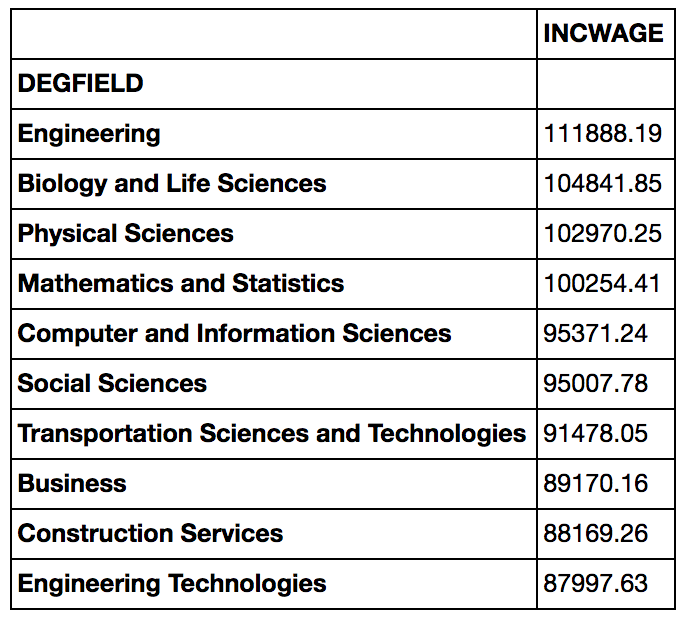 INCWAGE
DEGFIELD
Engineering 111888.19
Biology and Life Sciences 104841.85
Physical Sciences 102970.25
Mathematics and Statistics 100254.41
Computer and Information Sciences 95371.24
Social Sciences 95007.78
Transportation Sciences and Technologies 91478.05
Business 89170.16
Construction Services 88169.26
Engineering Technologies 87997.63